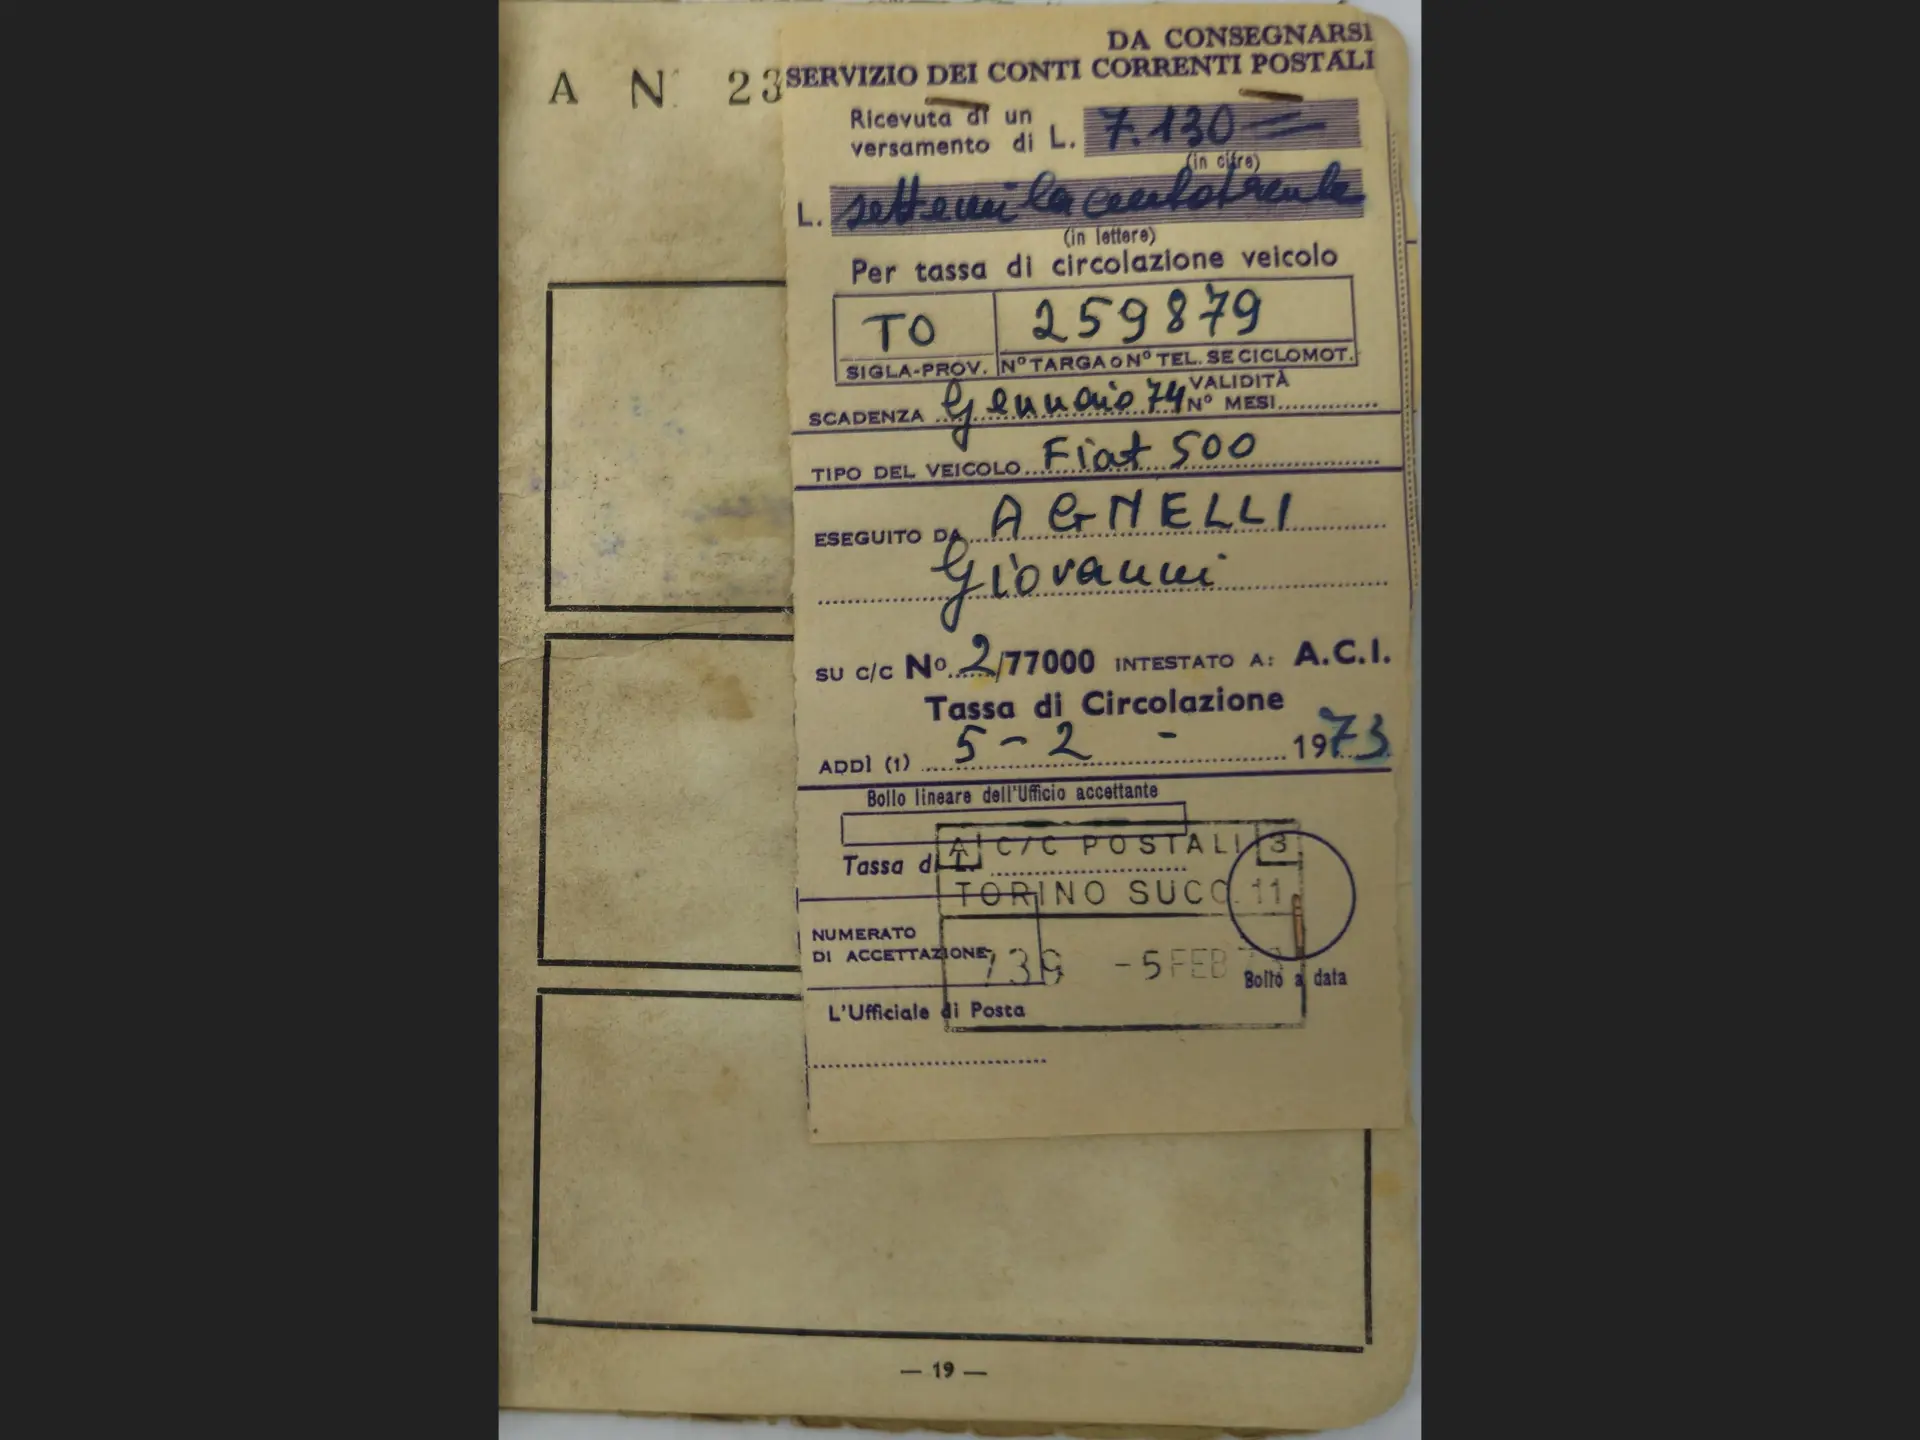 A N. 23
DA CONSEGNARSI
SERVIZIO DEI CONTI CORRENTI POSTALI
Ricevuta di un
versamento di L. 7.130=
(in cifre)
L. settemilacentotrenta
(in lettere)
Per tassa di circolazione veicolo
TO 259879
SIGLA-PROV. N° TARGA O N° TEL. SE CICLOMOT.
SCADENZA Gennaio 74 VALIDITÀ N° MESI
TIPO DEL VEICOLO Fiat 500
ESEGUITO DA AGNELLI
Giovanni
SU C/C N° 2/77000 INTESTATO A: A.C.I.
Tassa di Circolazione
ADDÌ (1) 5-2- 1973
Bollo lineare dell'Ufficio accettante
A C/C POSTALI 3
Tassa di L.
TORINO SUCC. 11
NUMERATO
DI ACCETTAZIONE 739 -5 FEB
Bollo a data
L'Ufficiale di Posta
— 19 —